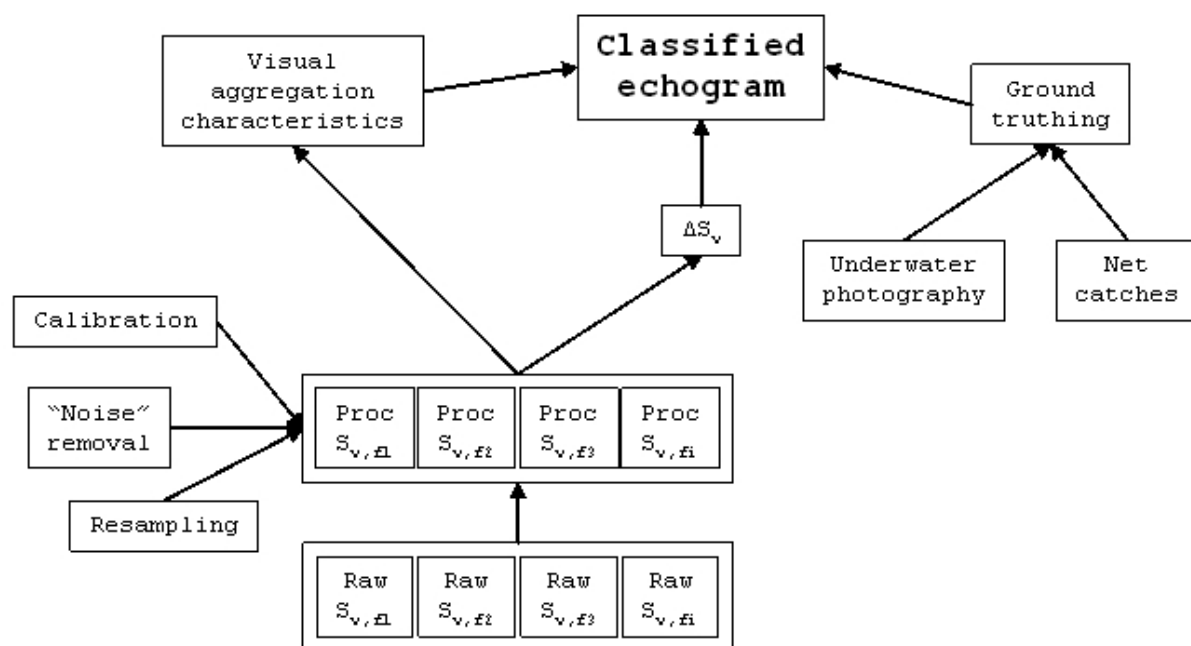 Classified
echogram
Visual
aggregation
characteristics
Ground
truthing
ΔSv
Underwater
photography
Net
catches
Calibration
“Noise”
removal
Resampling
Proc Proc Proc Proc
Sv,f1 Sv,f2 Sv,f3 Sv,fi
Raw Raw Raw Raw
Sv,f1 Sv,f2 Sv,f3 Sv,fi